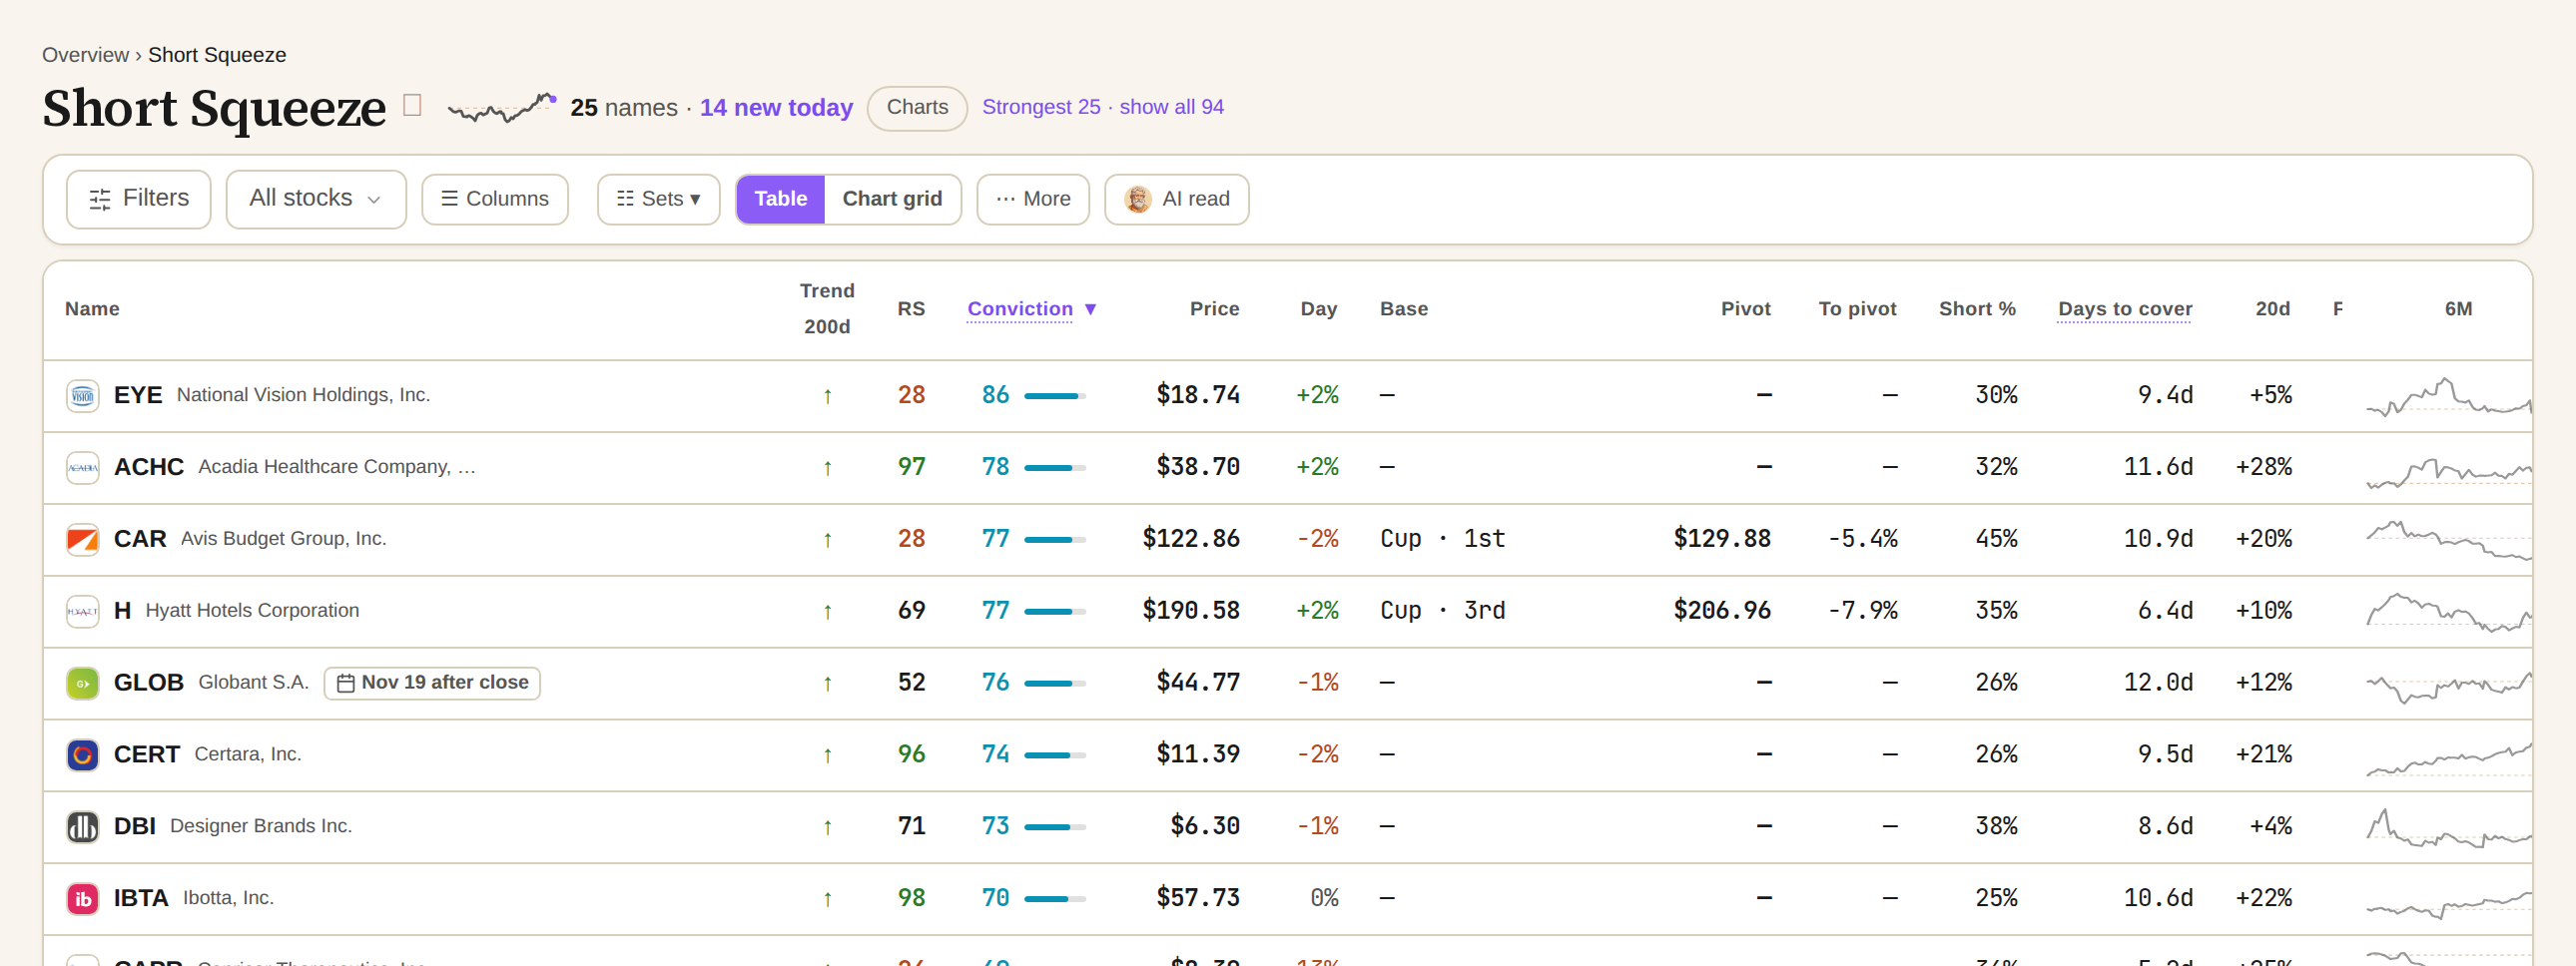 Overview › Short Squeeze
Short Squeeze 25 names · 14 new today Charts Strongest 25 · show all 94
Filters All stocks Columns Sets ▾ Table Chart grid ··· More AI read
Name Trend 200d RS Conviction ▼ Price Day Base Pivot To pivot Short % Days to cover 20d 6M
EYE National Vision Holdings, Inc. ↑ 28 86 $18.74 +2% — — — 30% 9.4d +5%
ACHC Acadia Healthcare Company, … ↑ 97 78 $38.70 +2% — — — 32% 11.6d +28%
CAR Avis Budget Group, Inc. ↑ 28 77 $122.86 -2% Cup · 1st $129.88 -5.4% 45% 10.9d +20%
H Hyatt Hotels Corporation ↑ 69 77 $190.58 +2% Cup · 3rd $206.96 -7.9% 35% 6.4d +10%
GLOB Globant S.A. Nov 19 after close ↑ 52 76 $44.77 -1% — — — 26% 12.0d +12%
CERT Certara, Inc. ↑ 96 74 $11.39 -2% — — — 26% 9.5d +21%
DBI Designer Brands Inc. ↑ 71 73 $6.30 -1% — — — 38% 8.6d +4%
IBTA Ibotta, Inc. ↑ 98 70 $57.73 0% — — — 25% 10.6d +22%